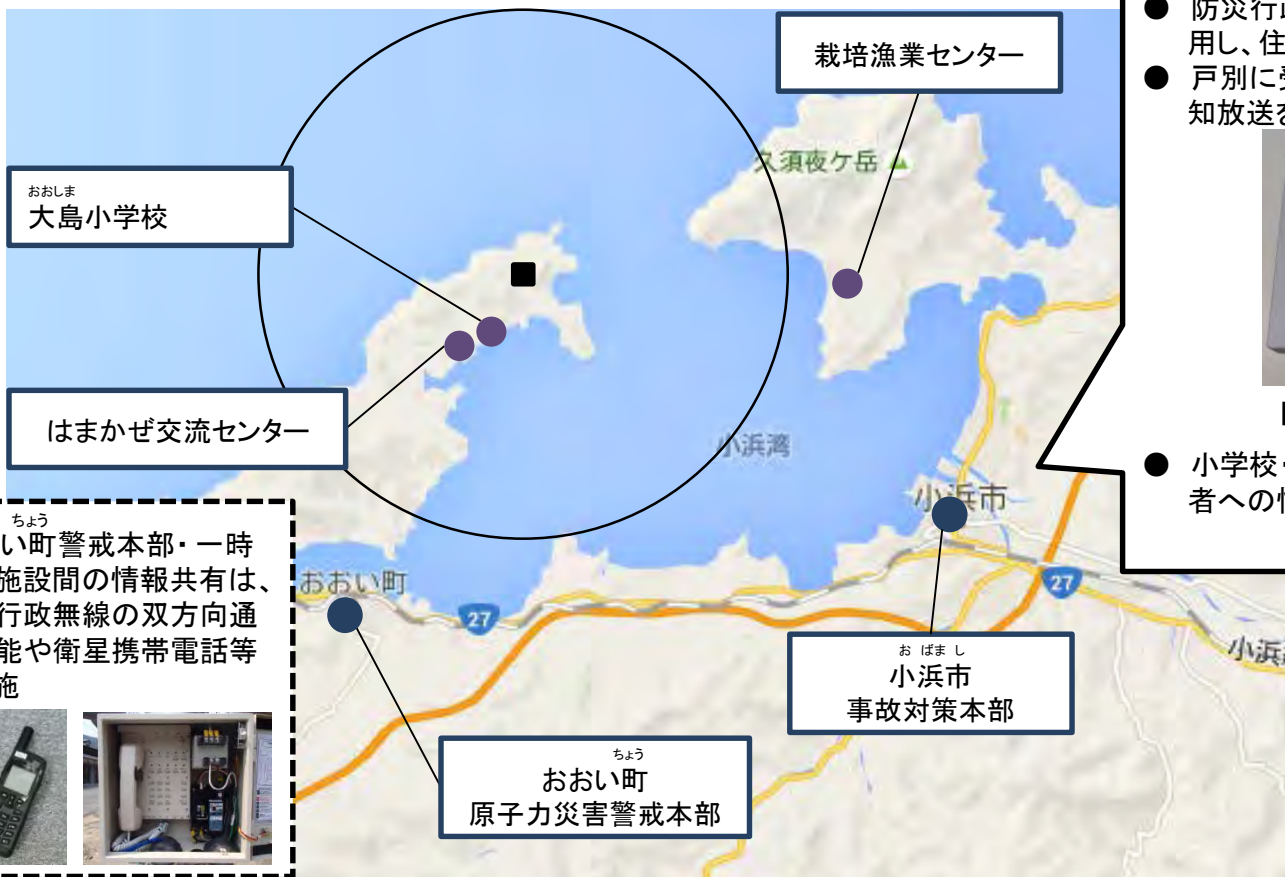 ● 防災行政
用し、住
● 戸別に受
知放送を
栽培漁業センター
久須夜ケ岳
おおしま
大島小学校
はまかぜ交流センター
小浜湾
小浜市
● 小学校・
者への情
ちょう
い町警戒本部・一時
施設間の情報共有は、
行政無線の双方向通
能や衛星携帯電話等
施
おおい町
27
27
小浜線
お ばま し
小浜市
事故対策本部
ちょう
おおい町
原子力災害警戒本部